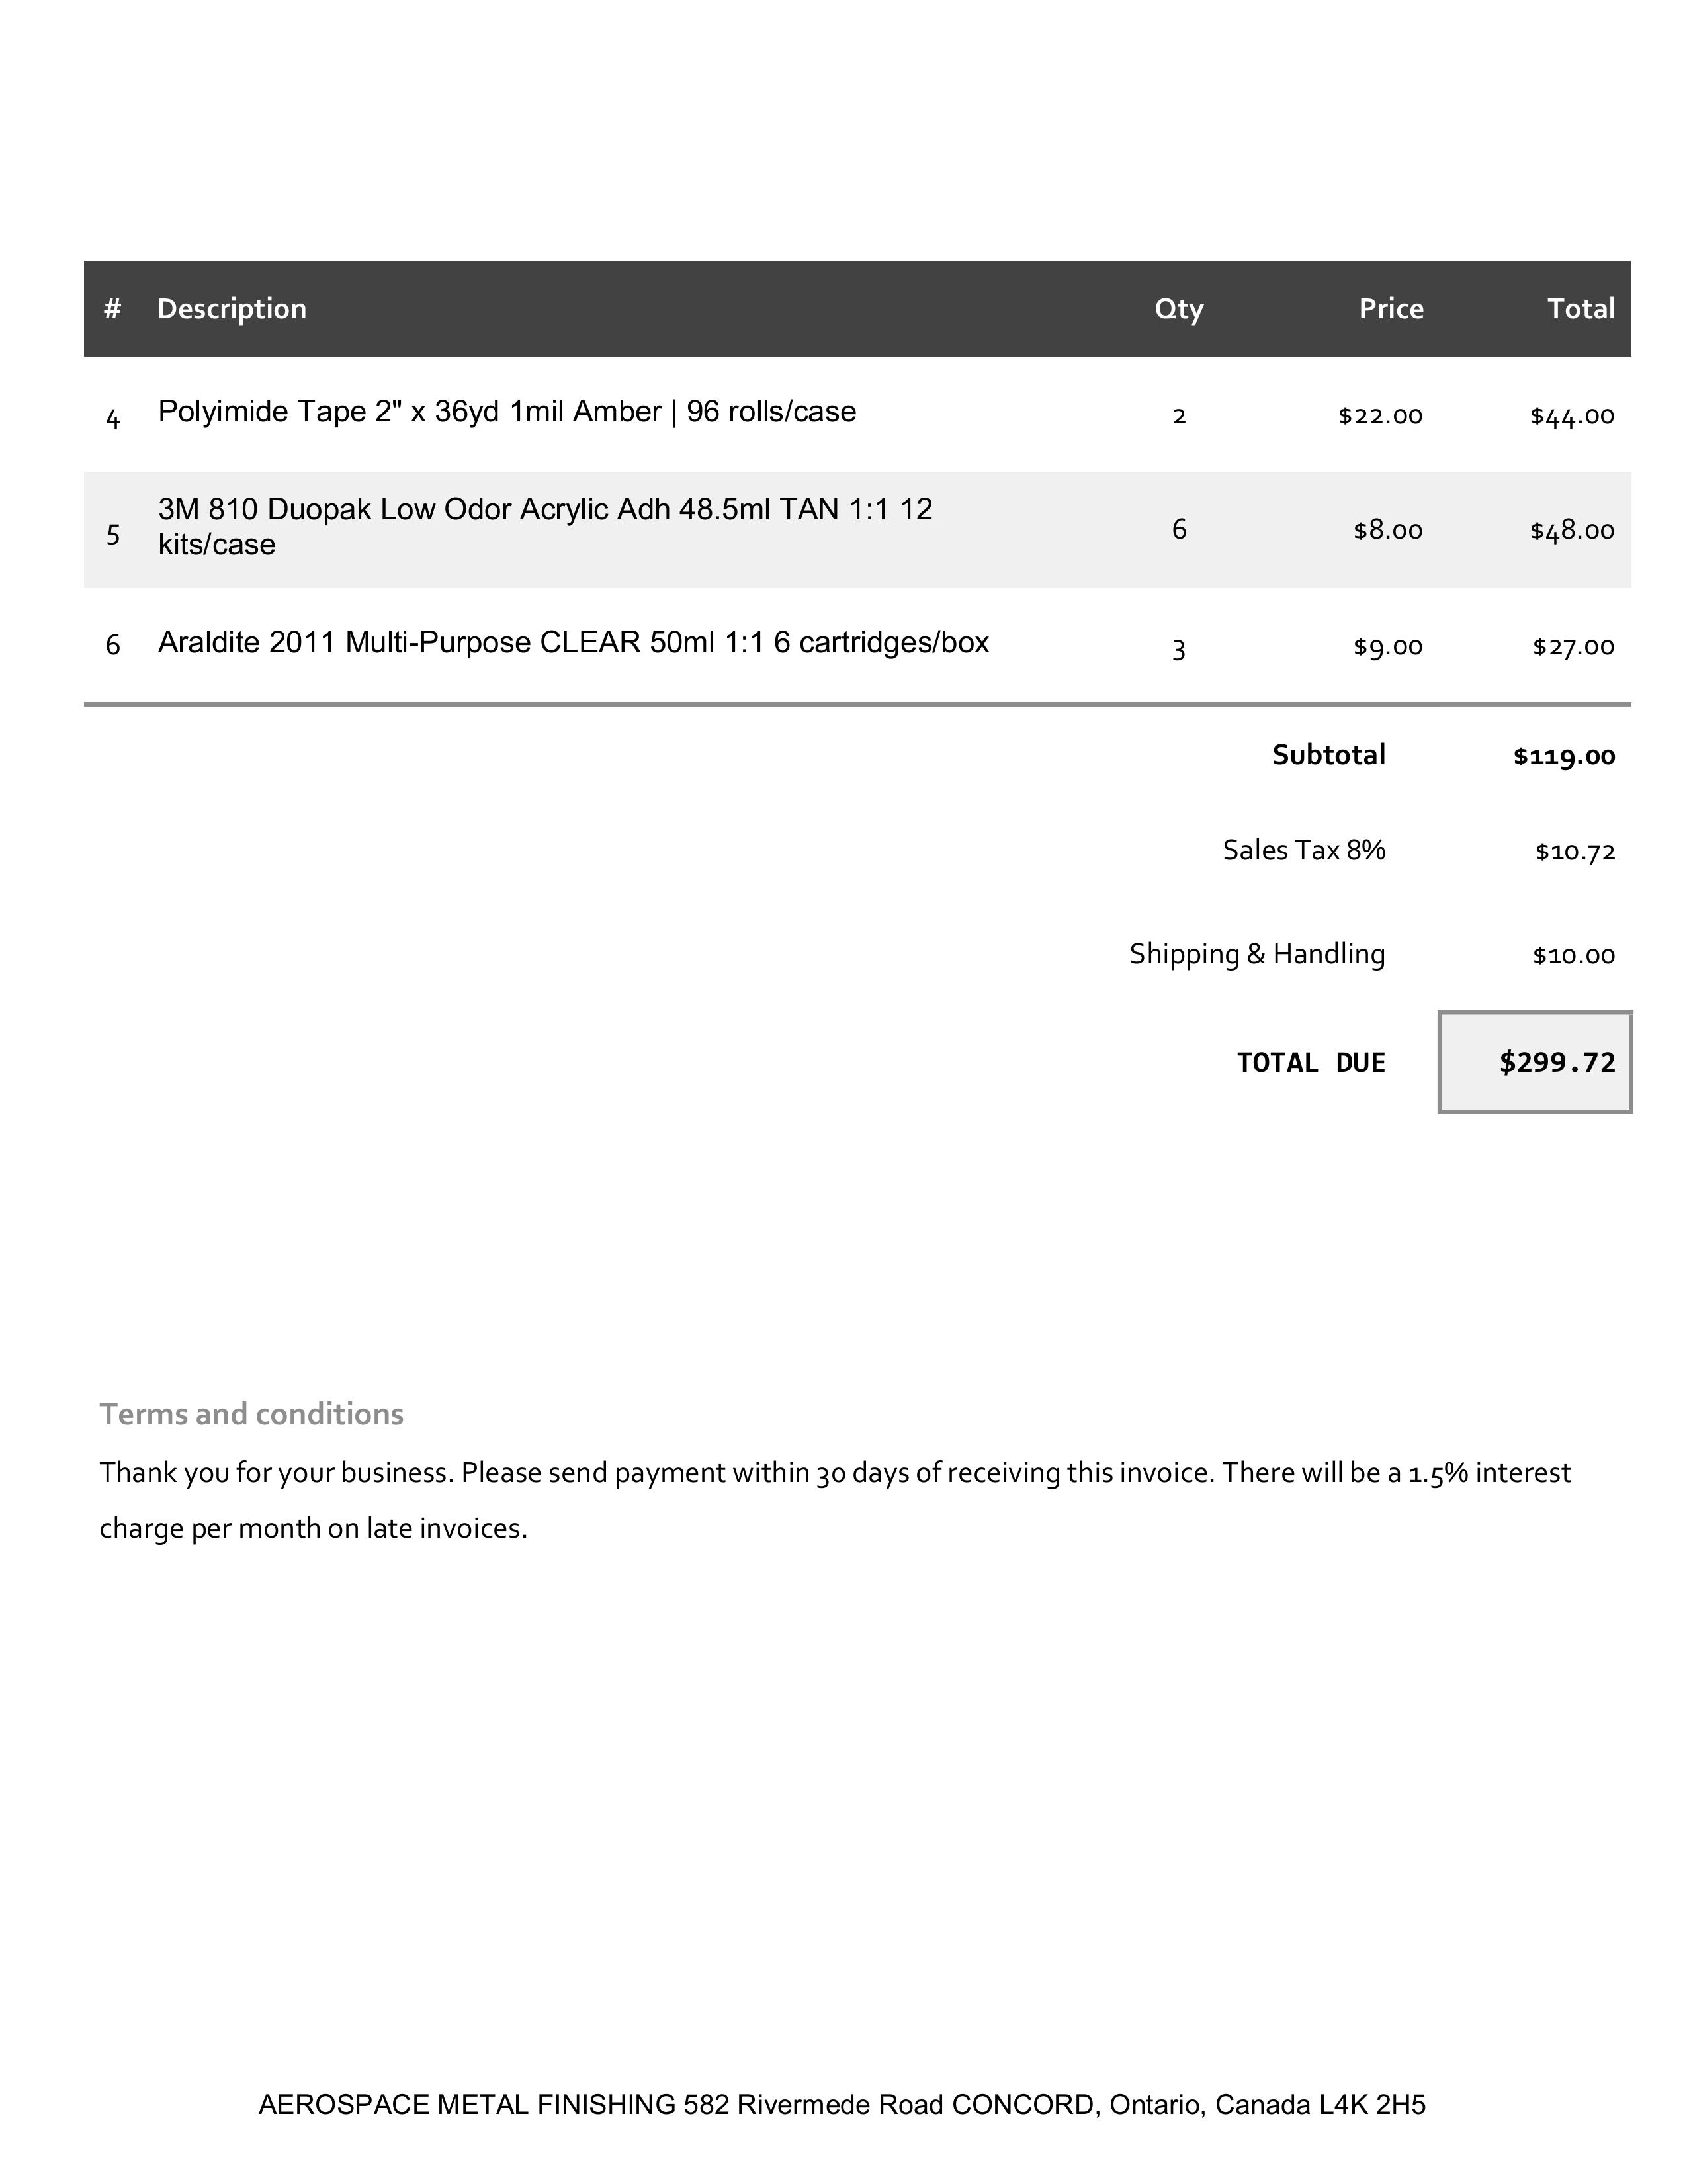 # Description Qty Price Total
4 Polyimide Tape 2" x 36yd 1mil Amber | 96 rolls/case 2 $22.00 $44.00
3M 810 Duopak Low Odor Acrylic Adh 48.5ml TAN 1:1 12
5 kits/case 6 $8.00 $48.00
6 Araldite 2011 Multi-Purpose CLEAR 50ml 1:1 6 cartridges/box 3 $9.00 $27.00
Subtotal $119.00
Sales Tax 8% $10.72
Shipping & Handling $10.00
TOTAL DUE $299.72
Terms and conditions
Thank you for your business. Please send payment within 30 days of receiving this invoice. There will be a 1.5% interest
charge per month on late invoices.
AEROSPACE METAL FINISHING 582 Rivermede Road CONCORD, Ontario, Canada L4K 2H5